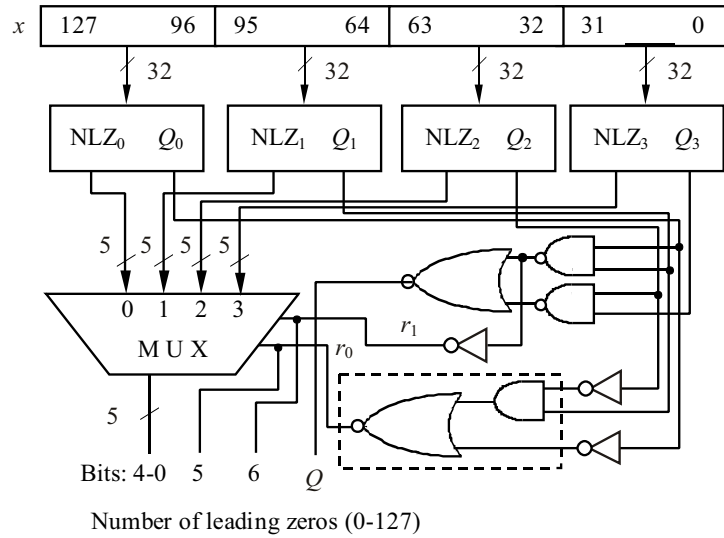 x 127 96 95 64 63 32 31 0
32 32 32 32
NLZ₀ Q₀ NLZ₁ Q₁ NLZ₂ Q₂ NLZ₃ Q₃
5 5 5 5
0 1 2 3
M U X
r₁
r₀
5
Bits: 4-0 5 6 Q
Number of leading zeros (0-127)